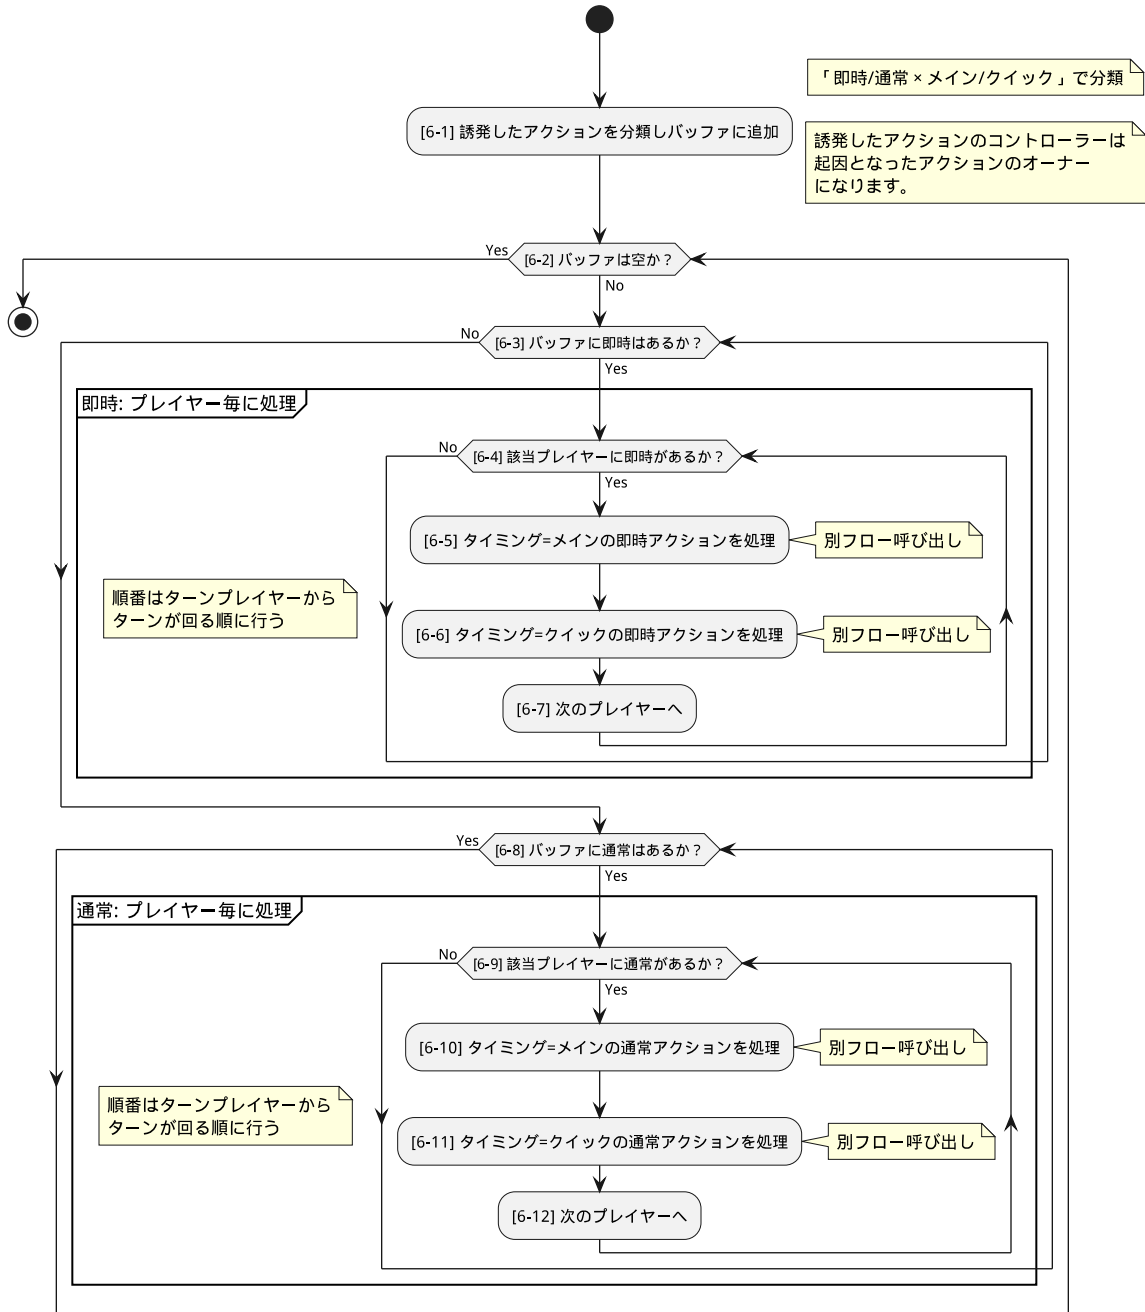 「即時/通常 × メイン/クイック」で分類
[6-1] 誘発したアクションを分類しバッファに追加
誘発したアクションのコントローラーは
起因となったアクションのオーナー
になります。
Yes
[6-2] バッファは空か？
No
No
[6-3] バッファに即時はあるか？
Yes
即時: プレイヤー毎に処理
No
[6-4] 該当プレイヤーに即時があるか？
Yes
[6-5] タイミング=メインの即時アクションを処理
別フロー呼び出し
順番はターンプレイヤーから
ターンが回る順に行う
[6-6] タイミング=クイックの即時アクションを処理
別フロー呼び出し
[6-7] 次のプレイヤーへ
Yes
[6-8] バッファに通常はあるか？
Yes
通常: プレイヤー毎に処理
No
[6-9] 該当プレイヤーに通常があるか？
Yes
[6-10] タイミング=メインの通常アクションを処理
別フロー呼び出し
順番はターンプレイヤーから
ターンが回る順に行う
[6-11] タイミング=クイックの通常アクションを処理
別フロー呼び出し
[6-12] 次のプレイヤーへ